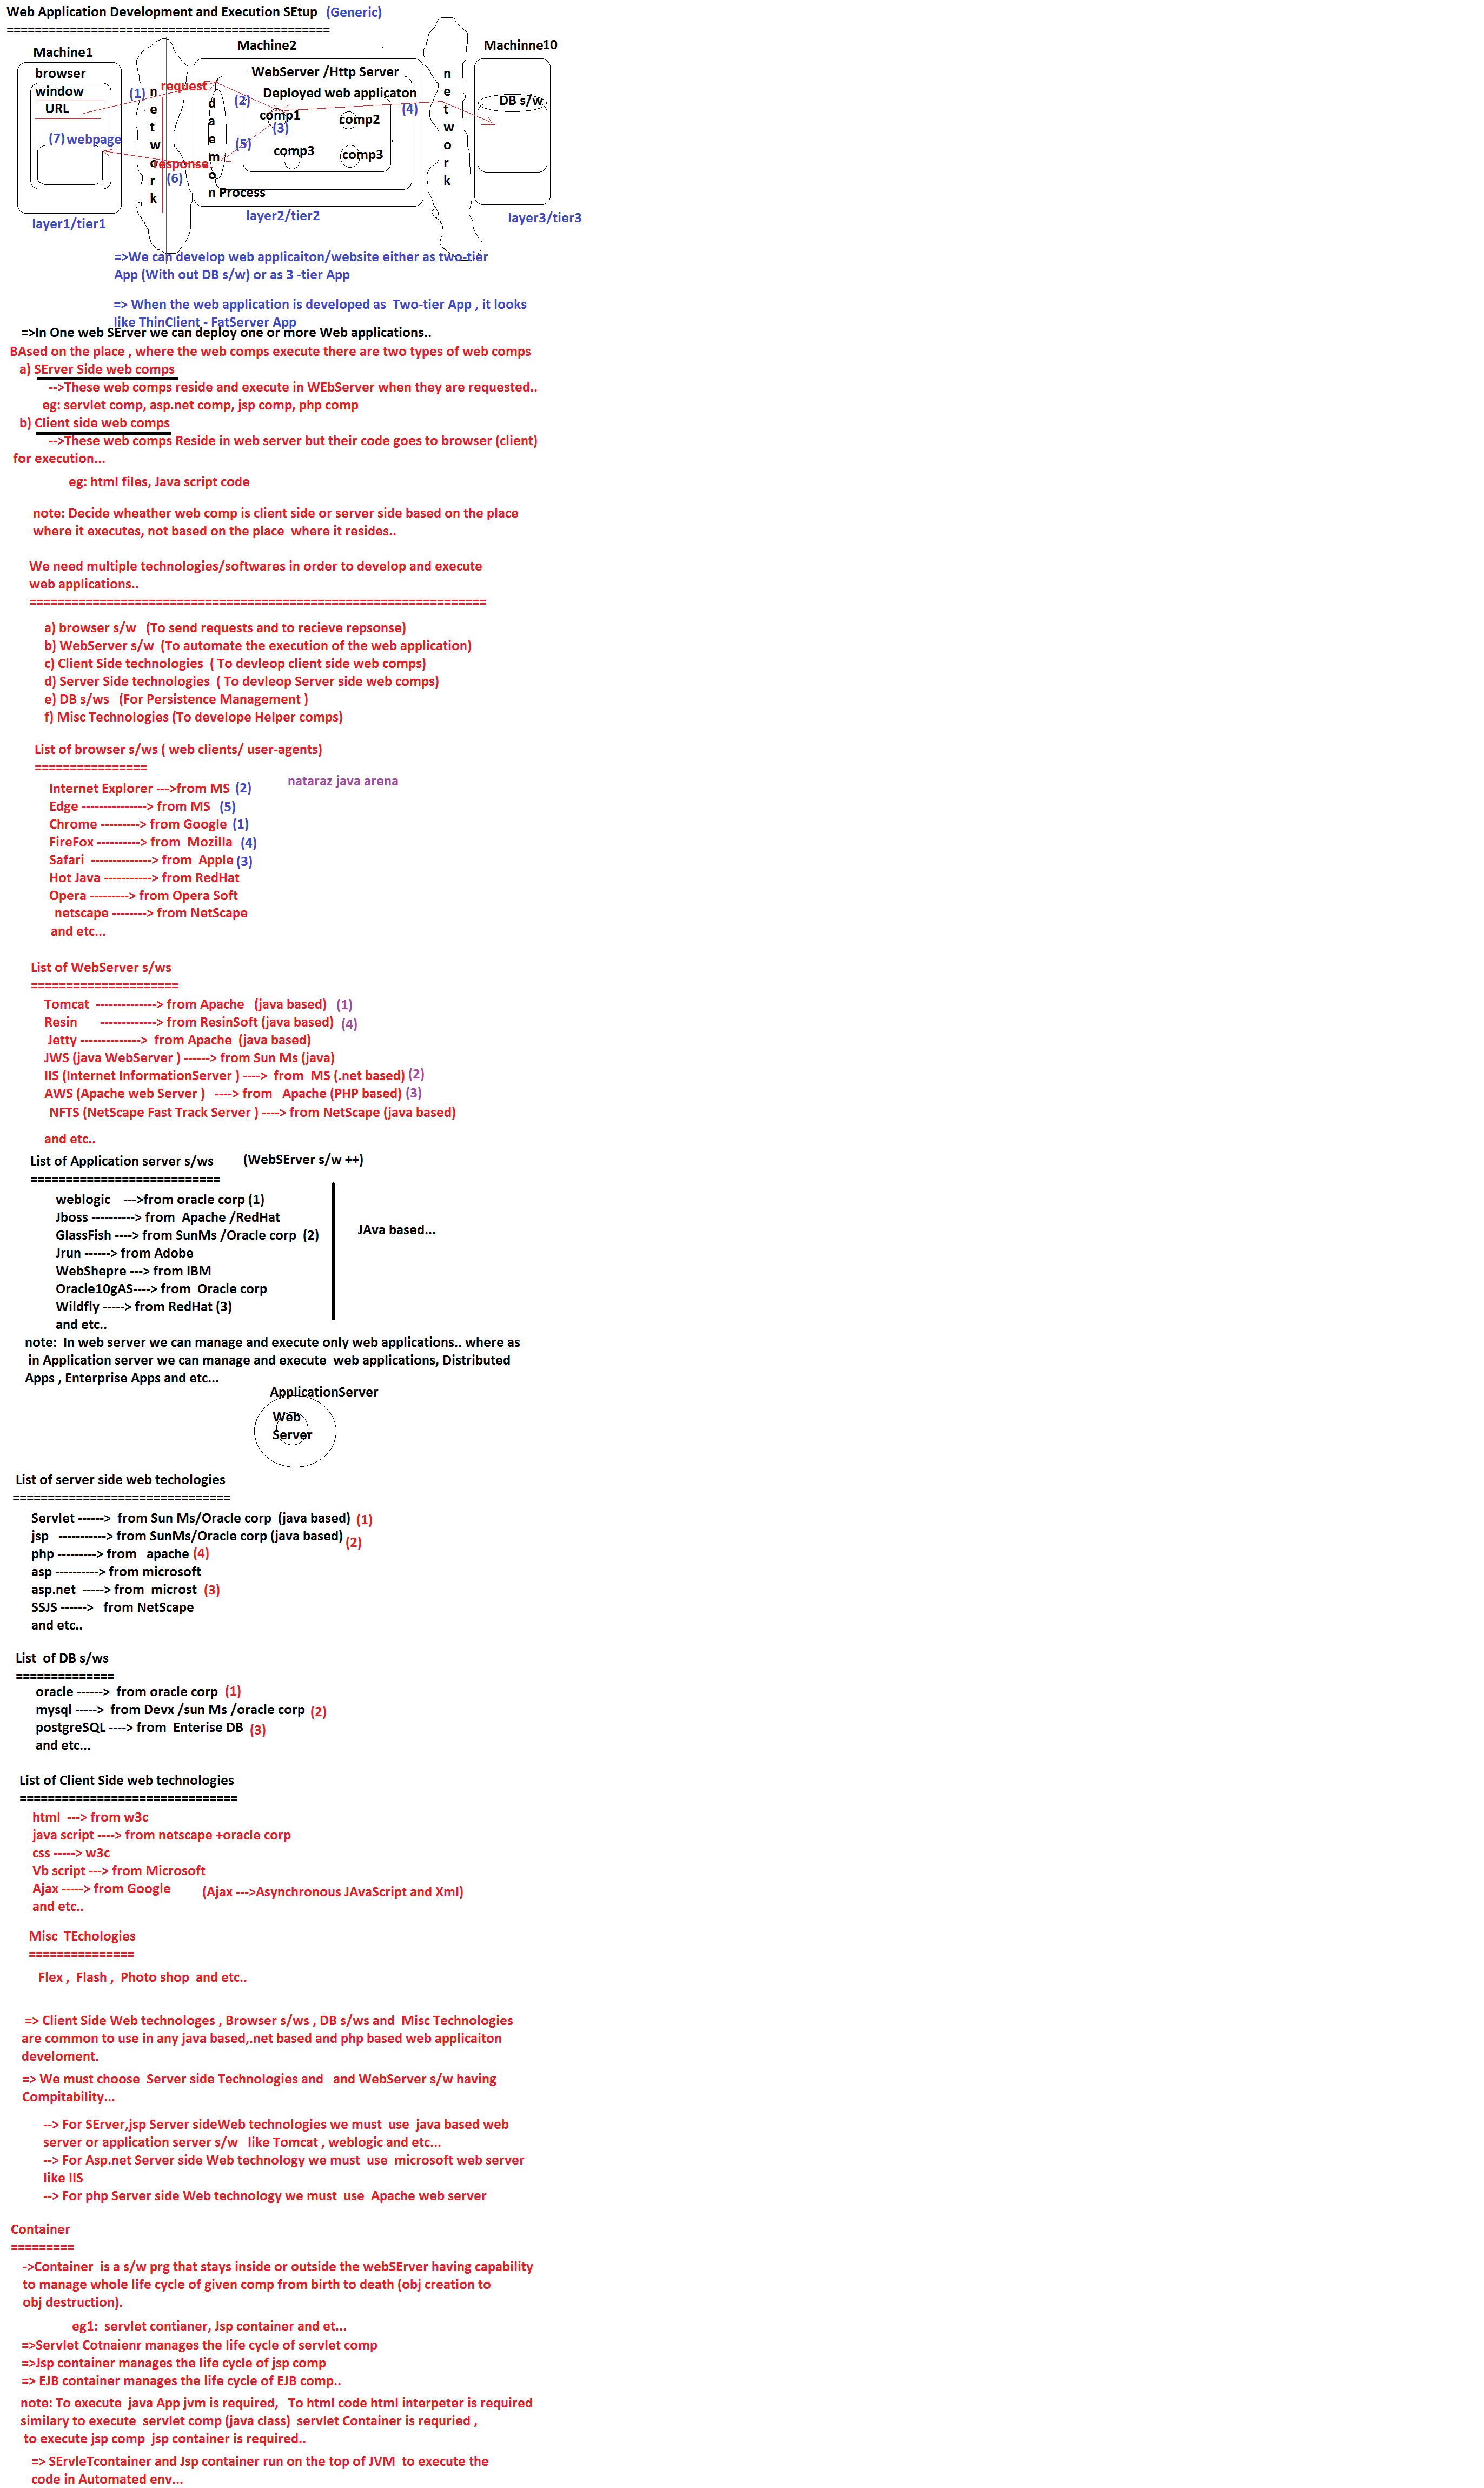 Web Application Development and Execution SEtup (Generic)
==============================================
Machine1
Machine2
Machinne10
browser
window
URL
(7) webpage
layer1/tier1
(1)
network
request
response
(6)
WebServer /Http Server
Deployed web applicaton
daemon Process
(2)
comp1
(3)
comp2
(4)
(5)
comp3
comp3
layer2/tier2
network
DB s/w
layer3/tier3
=>We can develop web applicaiton/website either as two-tier
App (With out DB s/w) or as 3 -tier App
=> When the web application is developed as Two-tier App , it looks
like ThinClient - FatServer App
=>In One web SErver we can deploy one or more Web applications..
BAsed on the place , where the web comps execute there are two types of web comps
a) SErver Side web comps
-->These web comps reside and execute in WEbServer when they are requested..
eg: servlet comp, asp.net comp, jsp comp, php comp
b) Client side web comps
-->These web comps Reside in web server but their code goes to browser (client)
for execution...
eg: html files, Java script code
note: Decide wheather web comp is client side or server side based on the place
where it executes, not based on the place where it resides..
We need multiple technologies/softwares in order to develop and execute
web applications..
=================================================================
a) browser s/w (To send requests and to recieve repsonse)
b) WebServer s/w (To automate the execution of the web application)
c) Client Side technologies ( To devleop client side web comps)
d) Server Side technologies ( To devleop Server side web comps)
e) DB s/ws (For Persistence Management )
f) Misc Technologies (To develope Helper comps)
List of browser s/ws ( web clients/ user-agents)
================
nataraz java arena
Internet Explorer --->from MS (2)
Edge ---------------> from MS (5)
Chrome ---------> from Google (1)
FireFox ----------> from Mozilla (4)
Safari --------------> from Apple (3)
Hot Java -----------> from RedHat
Opera ---------> from Opera Soft
netscape --------> from NetScape
and etc...
List of WebServer s/ws
=====================
Tomcat --------------> from Apache (java based) (1)
Resin -------------> from ResinSoft (java based) (4)
Jetty --------------> from Apache (java based)
JWS (java WebServer ) ------> from Sun Ms (java)
IIS (Internet InformationServer ) ----> from MS (.net based) (2)
AWS (Apache web Server ) ----> from Apache (PHP based) (3)
NFTS (NetScape Fast Track Server ) ----> from NetScape (java based)
and etc..
List of Application server s/ws (WebSErver s/w ++)
===========================
weblogic --->from oracle corp (1)
Jboss ----------> from Apache /RedHat
GlassFish ----> from SunMs /Oracle corp (2)
Jrun ------> from Adobe
WebShepre ---> from IBM
Oracle10gAS----> from Oracle corp
Wildfly -----> from RedHat (3)
and etc..
JAva based...
note: In web server we can manage and execute only web applications.. where as
in Application server we can manage and execute web applications, Distributed
Apps , Enterprise Apps and etc...
ApplicationServer
Web
Server
List of server side web techologies
===============================
Servlet ------> from Sun Ms/Oracle corp (java based) (1)
jsp -----------> from SunMs/Oracle corp (java based) (2)
php ---------> from apache (4)
asp ----------> from microsoft
asp.net -----> from microst (3)
SSJS ------> from NetScape
and etc..
List of DB s/ws
==============
oracle ------> from oracle corp (1)
mysql -----> from Devx /sun Ms /oracle corp (2)
postgreSQL ----> from Enterise DB (3)
and etc...
List of Client Side web technologies
===============================
html ---> from w3c
java script ----> from netscape +oracle corp
css -----> w3c
Vb script ---> from Microsoft
Ajax -----> from Google (Ajax --->Asynchronous JAvaScript and Xml)
and etc..
Misc TEchologies
===============
Flex , Flash , Photo shop and etc..
=> Client Side Web technologes , Browser s/ws , DB s/ws and Misc Technologies
are common to use in any java based,.net based and php based web applicaiton
develoment.
=> We must choose Server side Technologies and and WebServer s/w having
Compitability...
--> For SErver,jsp Server sideWeb technologies we must use java based web
server or application server s/w like Tomcat , weblogic and etc...
--> For Asp.net Server side Web technology we must use microsoft web server
like IIS
--> For php Server side Web technology we must use Apache web server
Container
=========
->Container is a s/w prg that stays inside or outside the webSErver having capability
to manage whole life cycle of given comp from birth to death (obj creation to
obj destruction).
eg1: servlet contianer, Jsp container and et...
=>Servlet Cotnaienr manages the life cycle of servlet comp
=>Jsp container manages the life cycle of jsp comp
=> EJB container manages the life cycle of EJB comp..
note: To execute java App jvm is required, To html code html interpeter is required
similary to execute servlet comp (java class) servlet Container is requried ,
to execute jsp comp jsp container is required..
=> SErvleTcontainer and Jsp container run on the top of JVM to execute the
code in Automated env...